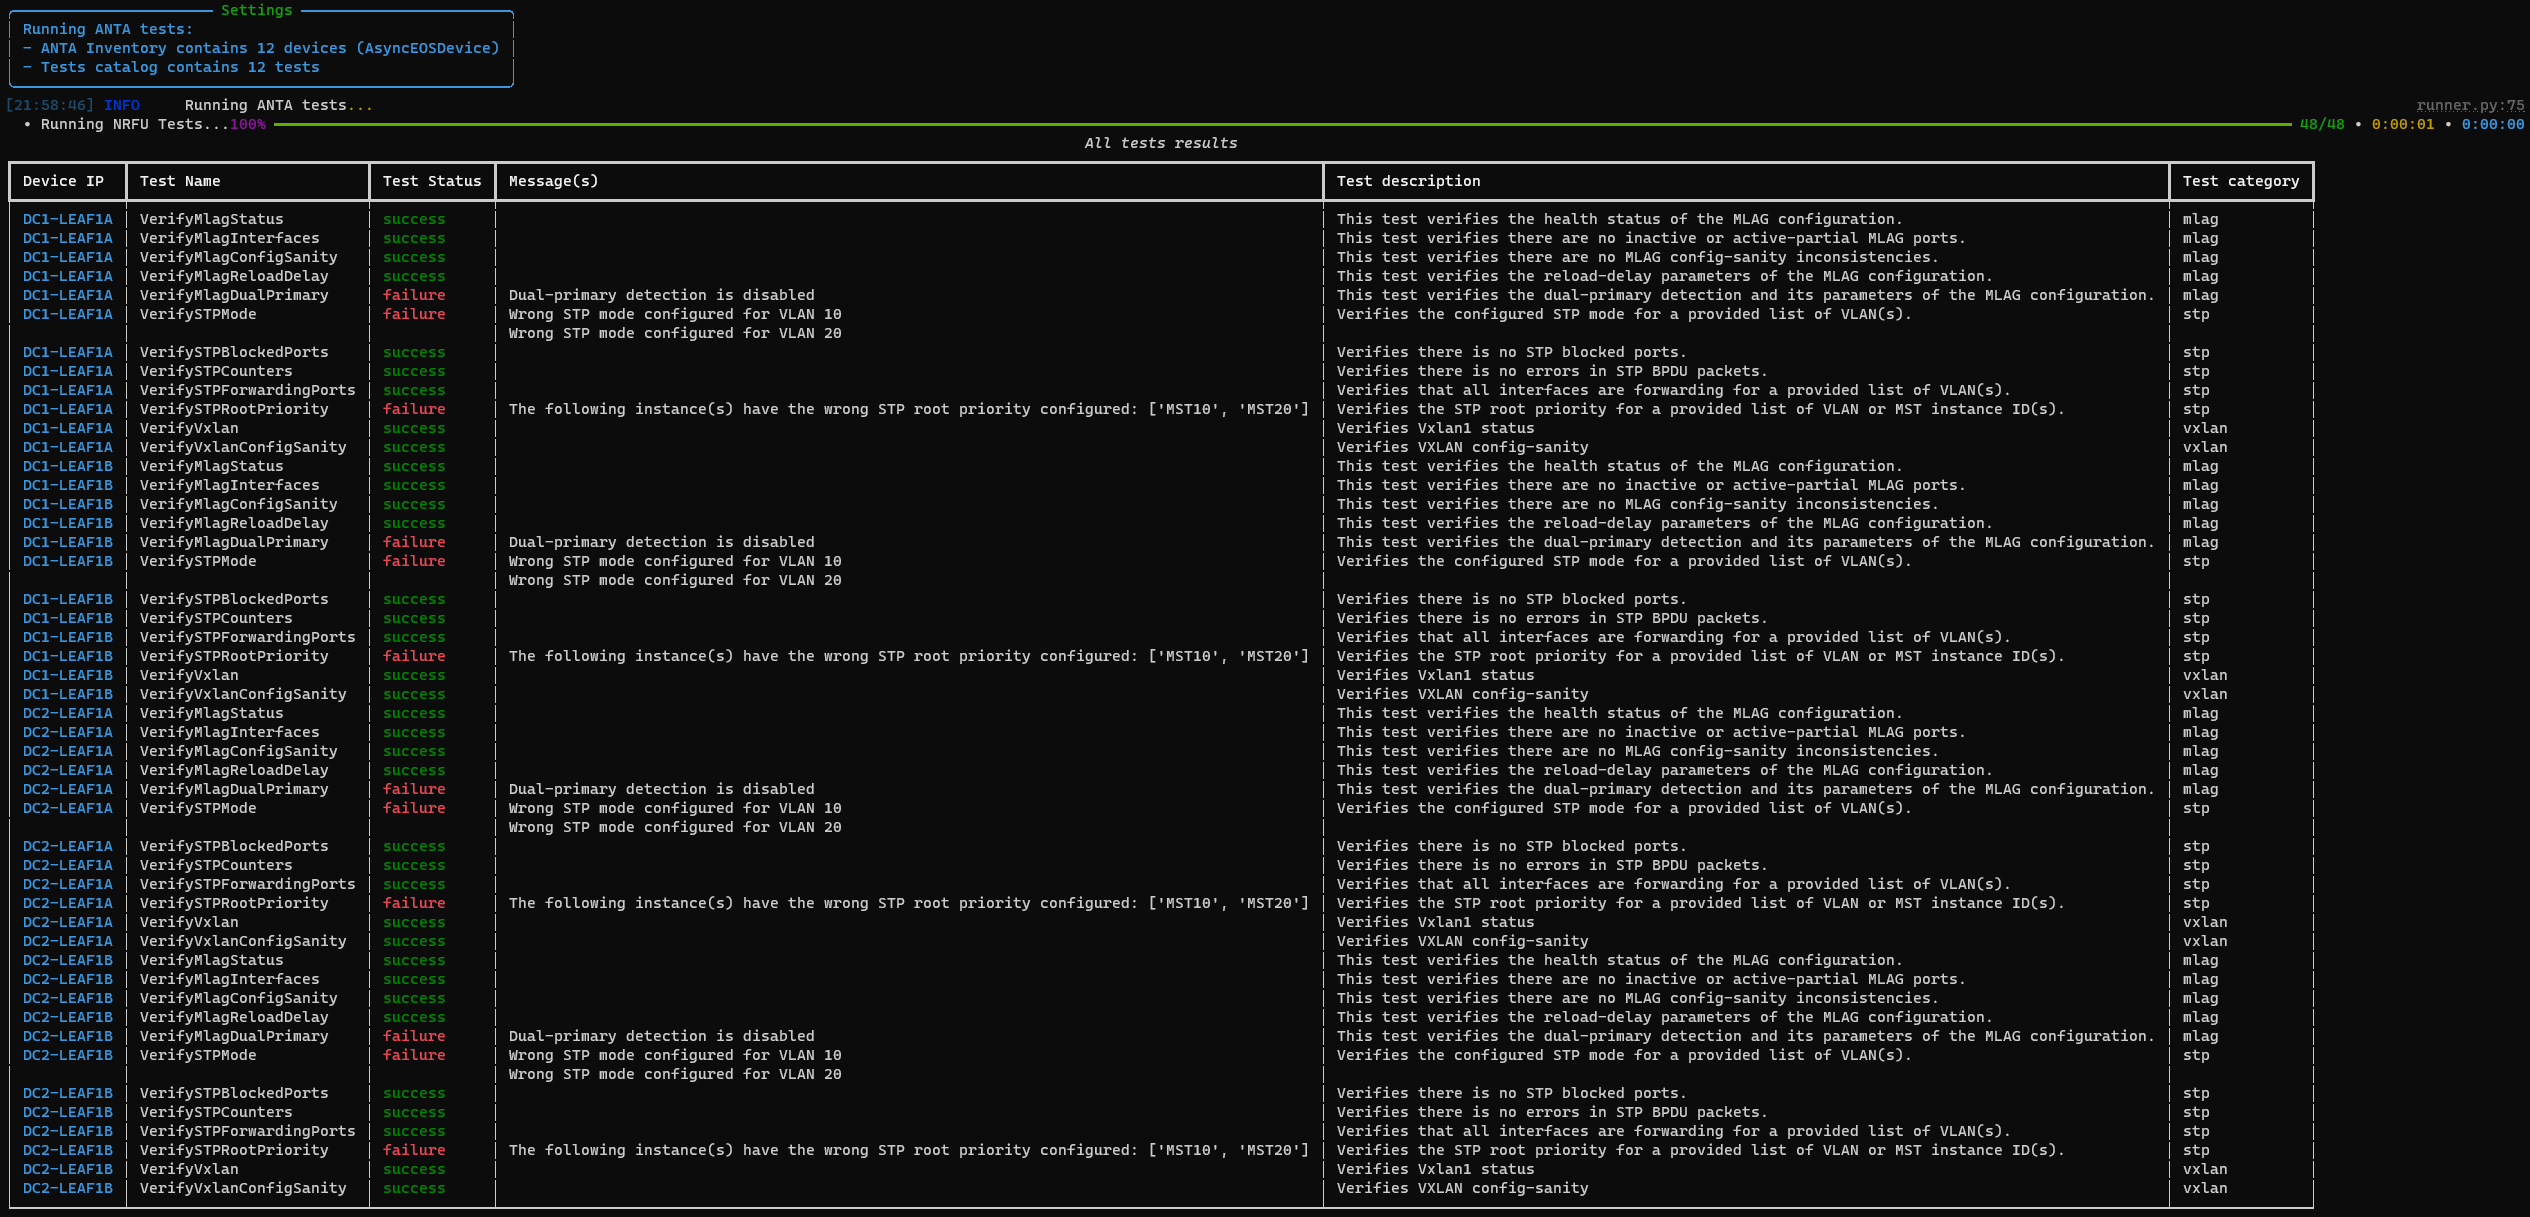 Settings
Running ANTA tests:
- ANTA Inventory contains 12 devices (AsyncEOSDevice)
- Tests catalog contains 12 tests
[21:58:46] INFO Running ANTA tests... runner.py:75
• Running NRFU Tests...100% 48/48 • 0:00:01 • 0:00:00
All tests results
Device IP Test Name Test Status Message(s) Test description Test category
DC1-LEAF1A VerifyMlagStatus success This test verifies the health status of the MLAG configuration. mlag
DC1-LEAF1A VerifyMlagInterfaces success This test verifies there are no inactive or active-partial MLAG ports. mlag
DC1-LEAF1A VerifyMlagConfigSanity success This test verifies there are no MLAG config-sanity inconsistencies. mlag
DC1-LEAF1A VerifyMlagReloadDelay success This test verifies the reload-delay parameters of the MLAG configuration. mlag
DC1-LEAF1A VerifyMlagDualPrimary failure Dual-primary detection is disabled This test verifies the dual-primary detection and its parameters of the MLAG configuration. mlag
DC1-LEAF1A VerifySTPMode failure Wrong STP mode configured for VLAN 10 Verifies the configured STP mode for a provided list of VLAN(s). stp
Wrong STP mode configured for VLAN 20
DC1-LEAF1A VerifySTPBlockedPorts success Verifies there is no STP blocked ports. stp
DC1-LEAF1A VerifySTPCounters success Verifies there is no errors in STP BPDU packets. stp
DC1-LEAF1A VerifySTPForwardingPorts success Verifies that all interfaces are forwarding for a provided list of VLAN(s). stp
DC1-LEAF1A VerifySTPRootPriority failure The following instance(s) have the wrong STP root priority configured: ['MST10', 'MST20'] Verifies the STP root priority for a provided list of VLAN or MST instance ID(s). stp
DC1-LEAF1A VerifyVxlan success Verifies Vxlan1 status vxlan
DC1-LEAF1A VerifyVxlanConfigSanity success Verifies VXLAN config-sanity vxlan
DC1-LEAF1B VerifyMlagStatus success This test verifies the health status of the MLAG configuration. mlag
DC1-LEAF1B VerifyMlagInterfaces success This test verifies there are no inactive or active-partial MLAG ports. mlag
DC1-LEAF1B VerifyMlagConfigSanity success This test verifies there are no MLAG config-sanity inconsistencies. mlag
DC1-LEAF1B VerifyMlagReloadDelay success This test verifies the reload-delay parameters of the MLAG configuration. mlag
DC1-LEAF1B VerifyMlagDualPrimary failure Dual-primary detection is disabled This test verifies the dual-primary detection and its parameters of the MLAG configuration. mlag
DC1-LEAF1B VerifySTPMode failure Wrong STP mode configured for VLAN 10 Verifies the configured STP mode for a provided list of VLAN(s). stp
Wrong STP mode configured for VLAN 20
DC1-LEAF1B VerifySTPBlockedPorts success Verifies there is no STP blocked ports. stp
DC1-LEAF1B VerifySTPCounters success Verifies there is no errors in STP BPDU packets. stp
DC1-LEAF1B VerifySTPForwardingPorts success Verifies that all interfaces are forwarding for a provided list of VLAN(s). stp
DC1-LEAF1B VerifySTPRootPriority failure The following instance(s) have the wrong STP root priority configured: ['MST10', 'MST20'] Verifies the STP root priority for a provided list of VLAN or MST instance ID(s). stp
DC1-LEAF1B VerifyVxlan success Verifies Vxlan1 status vxlan
DC1-LEAF1B VerifyVxlanConfigSanity success Verifies VXLAN config-sanity vxlan
DC2-LEAF1A VerifyMlagStatus success This test verifies the health status of the MLAG configuration. mlag
DC2-LEAF1A VerifyMlagInterfaces success This test verifies there are no inactive or active-partial MLAG ports. mlag
DC2-LEAF1A VerifyMlagConfigSanity success This test verifies there are no MLAG config-sanity inconsistencies. mlag
DC2-LEAF1A VerifyMlagReloadDelay success This test verifies the reload-delay parameters of the MLAG configuration. mlag
DC2-LEAF1A VerifyMlagDualPrimary failure Dual-primary detection is disabled This test verifies the dual-primary detection and its parameters of the MLAG configuration. mlag
DC2-LEAF1A VerifySTPMode failure Wrong STP mode configured for VLAN 10 Verifies the configured STP mode for a provided list of VLAN(s). stp
Wrong STP mode configured for VLAN 20
DC2-LEAF1A VerifySTPBlockedPorts success Verifies there is no STP blocked ports. stp
DC2-LEAF1A VerifySTPCounters success Verifies there is no errors in STP BPDU packets. stp
DC2-LEAF1A VerifySTPForwardingPorts success Verifies that all interfaces are forwarding for a provided list of VLAN(s). stp
DC2-LEAF1A VerifySTPRootPriority failure The following instance(s) have the wrong STP root priority configured: ['MST10', 'MST20'] Verifies the STP root priority for a provided list of VLAN or MST instance ID(s). stp
DC2-LEAF1A VerifyVxlan success Verifies Vxlan1 status vxlan
DC2-LEAF1A VerifyVxlanConfigSanity success Verifies VXLAN config-sanity vxlan
DC2-LEAF1B VerifyMlagStatus success This test verifies the health status of the MLAG configuration. mlag
DC2-LEAF1B VerifyMlagInterfaces success This test verifies there are no inactive or active-partial MLAG ports. mlag
DC2-LEAF1B VerifyMlagConfigSanity success This test verifies there are no MLAG config-sanity inconsistencies. mlag
DC2-LEAF1B VerifyMlagReloadDelay success This test verifies the reload-delay parameters of the MLAG configuration. mlag
DC2-LEAF1B VerifyMlagDualPrimary failure Dual-primary detection is disabled This test verifies the dual-primary detection and its parameters of the MLAG configuration. mlag
DC2-LEAF1B VerifySTPMode failure Wrong STP mode configured for VLAN 10 Verifies the configured STP mode for a provided list of VLAN(s). stp
Wrong STP mode configured for VLAN 20
DC2-LEAF1B VerifySTPBlockedPorts success Verifies there is no STP blocked ports. stp
DC2-LEAF1B VerifySTPCounters success Verifies there is no errors in STP BPDU packets. stp
DC2-LEAF1B VerifySTPForwardingPorts success Verifies that all interfaces are forwarding for a provided list of VLAN(s). stp
DC2-LEAF1B VerifySTPRootPriority failure The following instance(s) have the wrong STP root priority configured: ['MST10', 'MST20'] Verifies the STP root priority for a provided list of VLAN or MST instance ID(s). stp
DC2-LEAF1B VerifyVxlan success Verifies Vxlan1 status vxlan
DC2-LEAF1B VerifyVxlanConfigSanity success Verifies VXLAN config-sanity vxlan